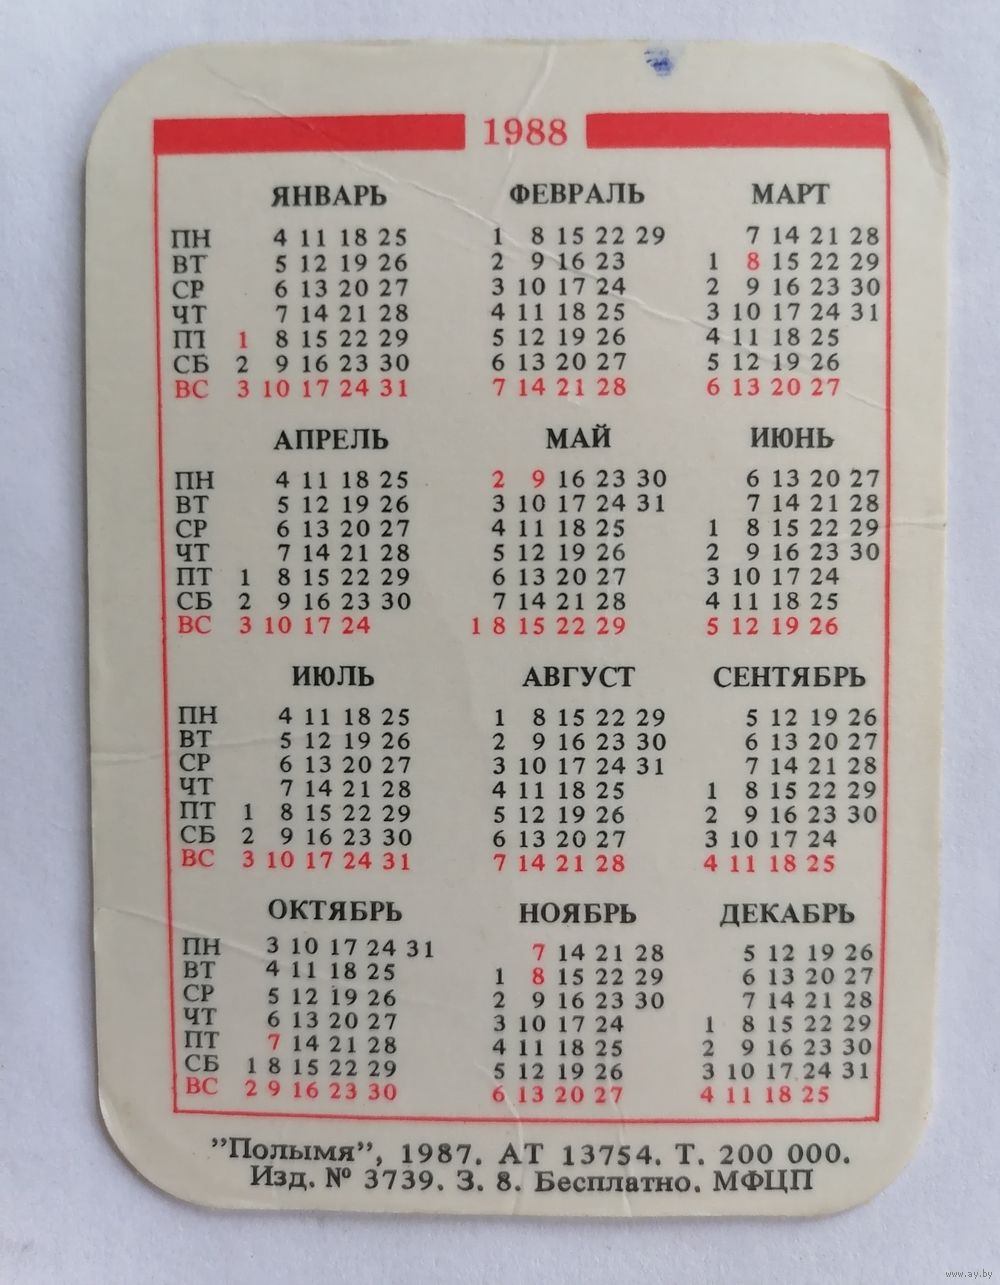 1988
ЯНВАРЬ ФЕВРАЛЬ МАРТ
ПН 4 11 18 25 1 8 15 22 29 7 14 21 28
ВТ 5 12 19 26 2 9 16 23 1 8 15 22 29
СР 6 13 20 27 3 10 17 24 2 9 16 23 30
ЧТ 7 14 21 28 4 11 18 25 3 10 17 24 31
ПТ 1 8 15 22 29 5 12 19 26 4 11 18 25
СБ 2 9 16 23 30 6 13 20 27 5 12 19 26
ВС 3 10 17 24 31 7 14 21 28 6 13 20 27
АПРЕЛЬ МАЙ ИЮНЬ
ПН 4 11 18 25 2 9 16 23 30 6 13 20 27
ВТ 5 12 19 26 3 10 17 24 31 7 14 21 28
СР 6 13 20 27 4 11 18 25 1 8 15 22 29
ЧТ 7 14 21 28 5 12 19 26 2 9 16 23 30
ПТ 1 8 15 22 29 6 13 20 27 3 10 17 24
СБ 2 9 16 23 30 7 14 21 28 4 11 18 25
ВС 3 10 17 24 1 8 15 22 29 5 12 19 26
ИЮЛЬ АВГУСТ СЕНТЯБРЬ
ПН 4 11 18 25 1 8 15 22 29 5 12 19 26
ВТ 5 12 19 26 2 9 16 23 30 6 13 20 27
СР 6 13 20 27 3 10 17 24 31 7 14 21 28
ЧТ 7 14 21 28 4 11 18 25 1 8 15 22 29
ПТ 1 8 15 22 29 5 12 19 26 2 9 16 23 30
СБ 2 9 16 23 30 6 13 20 27 3 10 17 24
ВС 3 10 17 24 31 7 14 21 28 4 11 18 25
ОКТЯБРЬ НОЯБРЬ ДЕКАБРЬ
ПН 3 10 17 24 31 7 14 21 28 5 12 19 26
ВТ 4 11 18 25 1 8 15 22 29 6 13 20 27
СР 5 12 19 26 2 9 16 23 30 7 14 21 28
ЧТ 6 13 20 27 3 10 17 24 1 8 15 22 29
ПТ 7 14 21 28 4 11 18 25 2 9 16 23 30
СБ 1 8 15 22 29 5 12 19 26 3 10 17 24 31
ВС 2 9 16 23 30 6 13 20 27 4 11 18 25
"Полымя", 1987. АТ 13754. Т. 200 000.
Изд. № 3739. З. 8. Бесплатно. МФЦП
www.ay.by